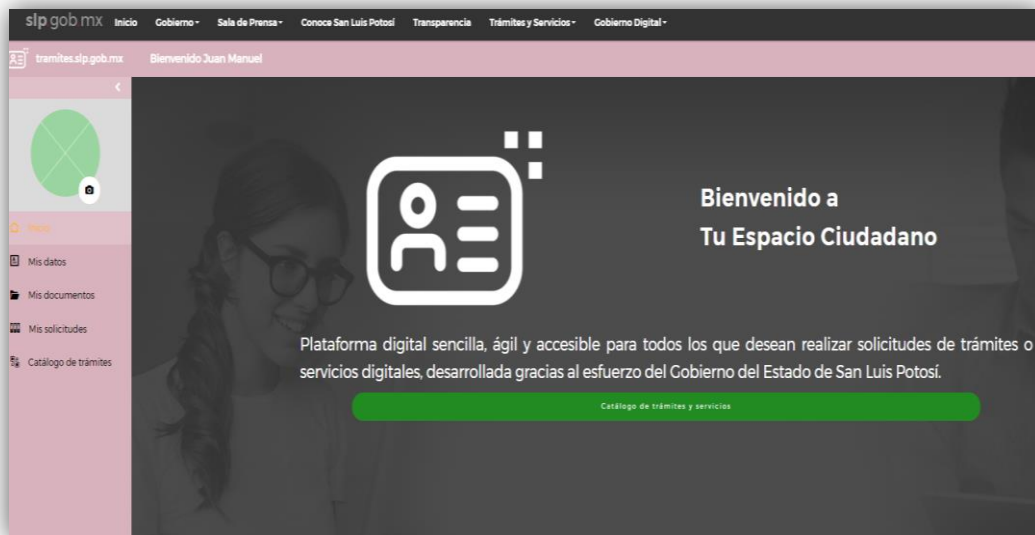 slp gob mx Inicio Gobierno Sala de Prensa Conoce San Luis Potosí Transparencia Trámites y Servicios Gobierno Digital
tramites.slp.gob.mx Bienvenido Juan Manuel
Inicio
Mis datos
Mis documentos
Mis solicitudes
Catálogo de trámites
Bienvenido a
Tu Espacio Ciudadano
Plataforma digital sencilla, ágil y accesible para todos los que desean realizar solicitudes de trámites o
servicios digitales, desarrollada gracias al esfuerzo del Gobierno del Estado de San Luis Potosí.
Catálogo de trámites y servicios